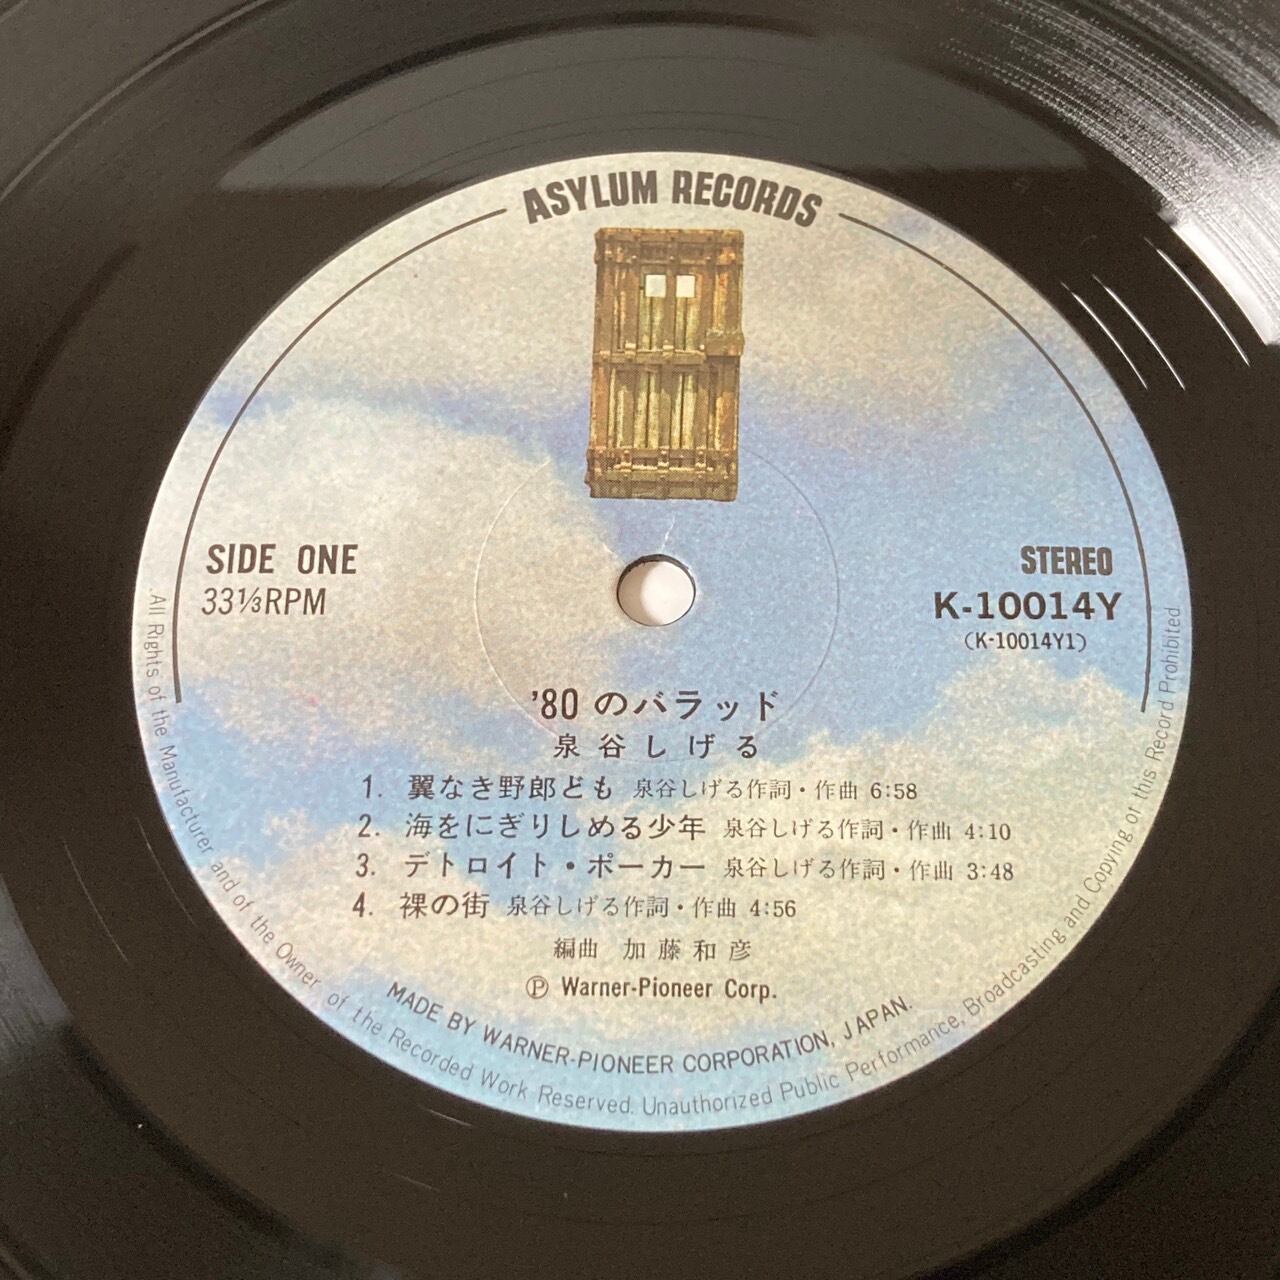 ASYLUM RECORDS
SIDE ONE
33⅓RPM
STEREO
K-10014Y
(K-10014Y1)
'80 のバラッド
泉谷しげる
1. 翼なき野郎ども 泉谷しげる作詞・作曲 6:58
2. 海をにぎりしめる少年 泉谷しげる作詞・作曲 4:10
3. デトロイト・ポーカー 泉谷しげる作詞・作曲 3:48
4. 裸の街 泉谷しげる作詞・作曲 4:56
編曲 加藤和彦
Ⓟ Warner-Pioneer Corp.
MADE BY WARNER-PIONEER CORPORATION, JAPAN.
.All Rights of the Manufacturer and of the Owner of the Recorded Work Reserved. Unauthorized Public Performance, Broadcasting and Copying ot this Record Prohibited